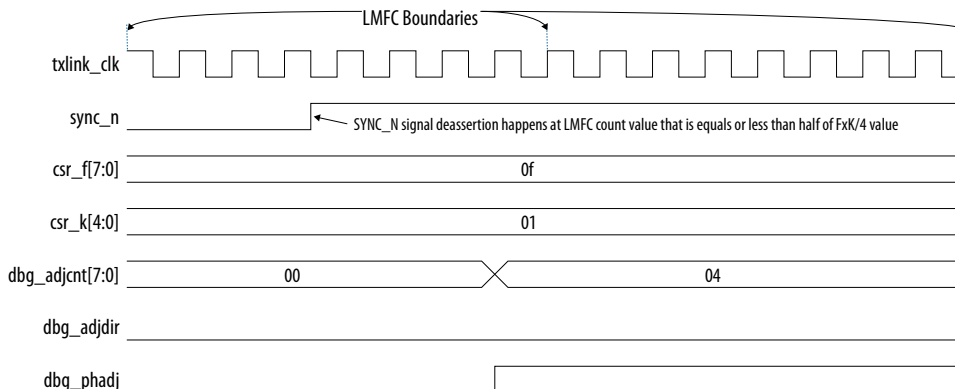 LMFC Boundaries
txlink_clk
sync_n
SYNC_N signal deassertion happens at LMFC count value that is equals or less than half of FxK/4 value
csr_f[7:0]
0f
csr_k[4:0]
01
dbg_adjcnt[7:0]
00
04
dbg_adjdir
dbg_phadj